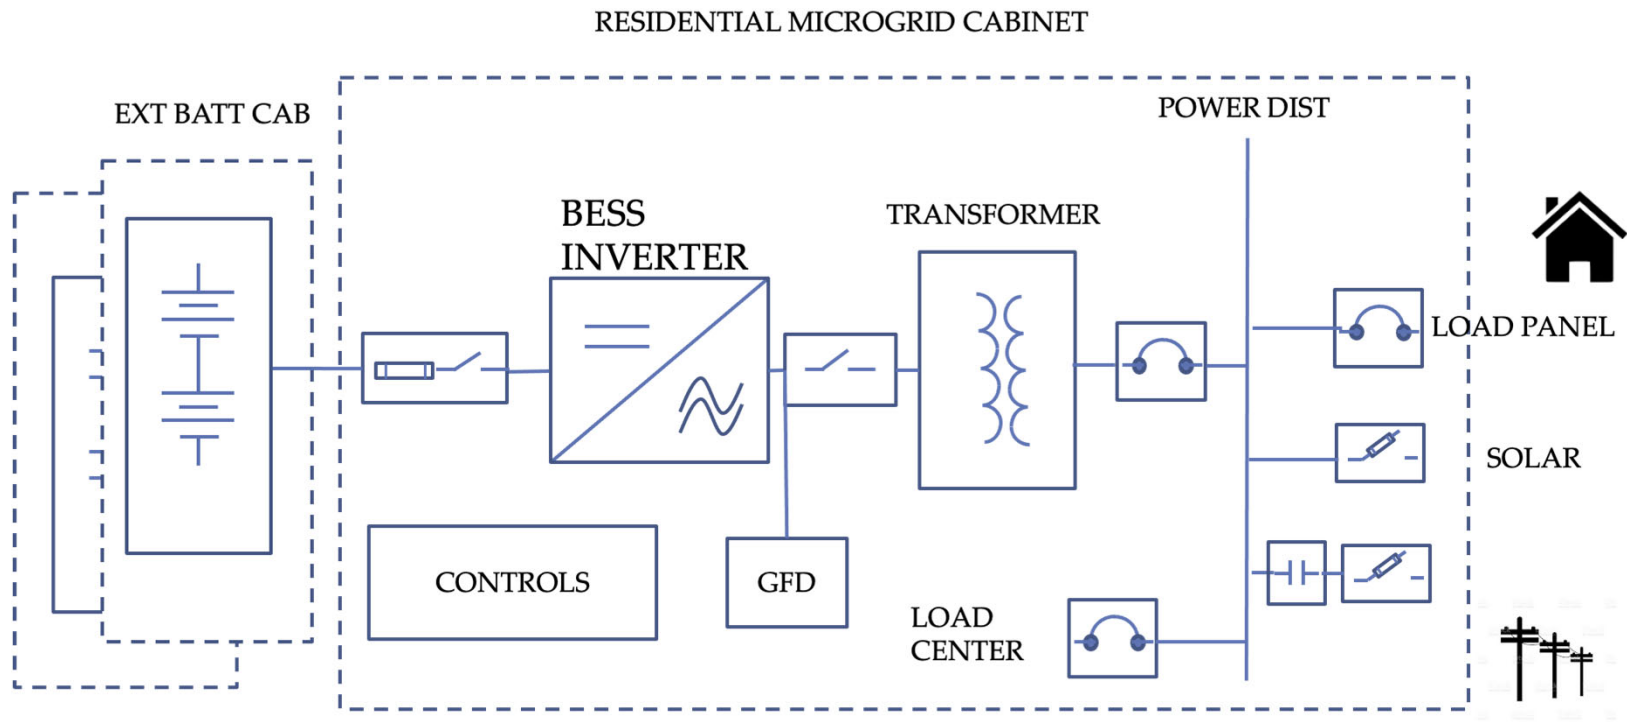 RESIDENTIAL MICROGRID CABINET
EXT BATT CAB
POWER DIST
BESS
INVERTER
TRANSFORMER
LOAD PANEL
SOLAR
CONTROLS
GFD
LOAD
CENTER